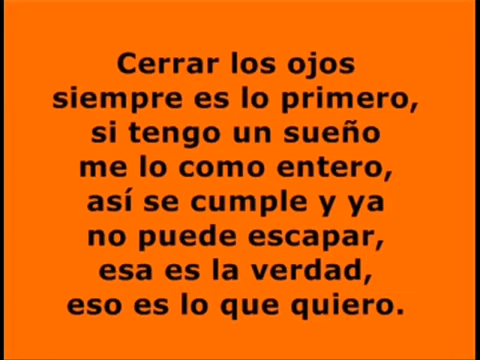 Cerrar los ojos
siempre es lo primero,
si tengo un sueño
me lo como entero,
así se cumple y ya
no puede escapar,
esa es la verdad,
eso es lo que quiero.